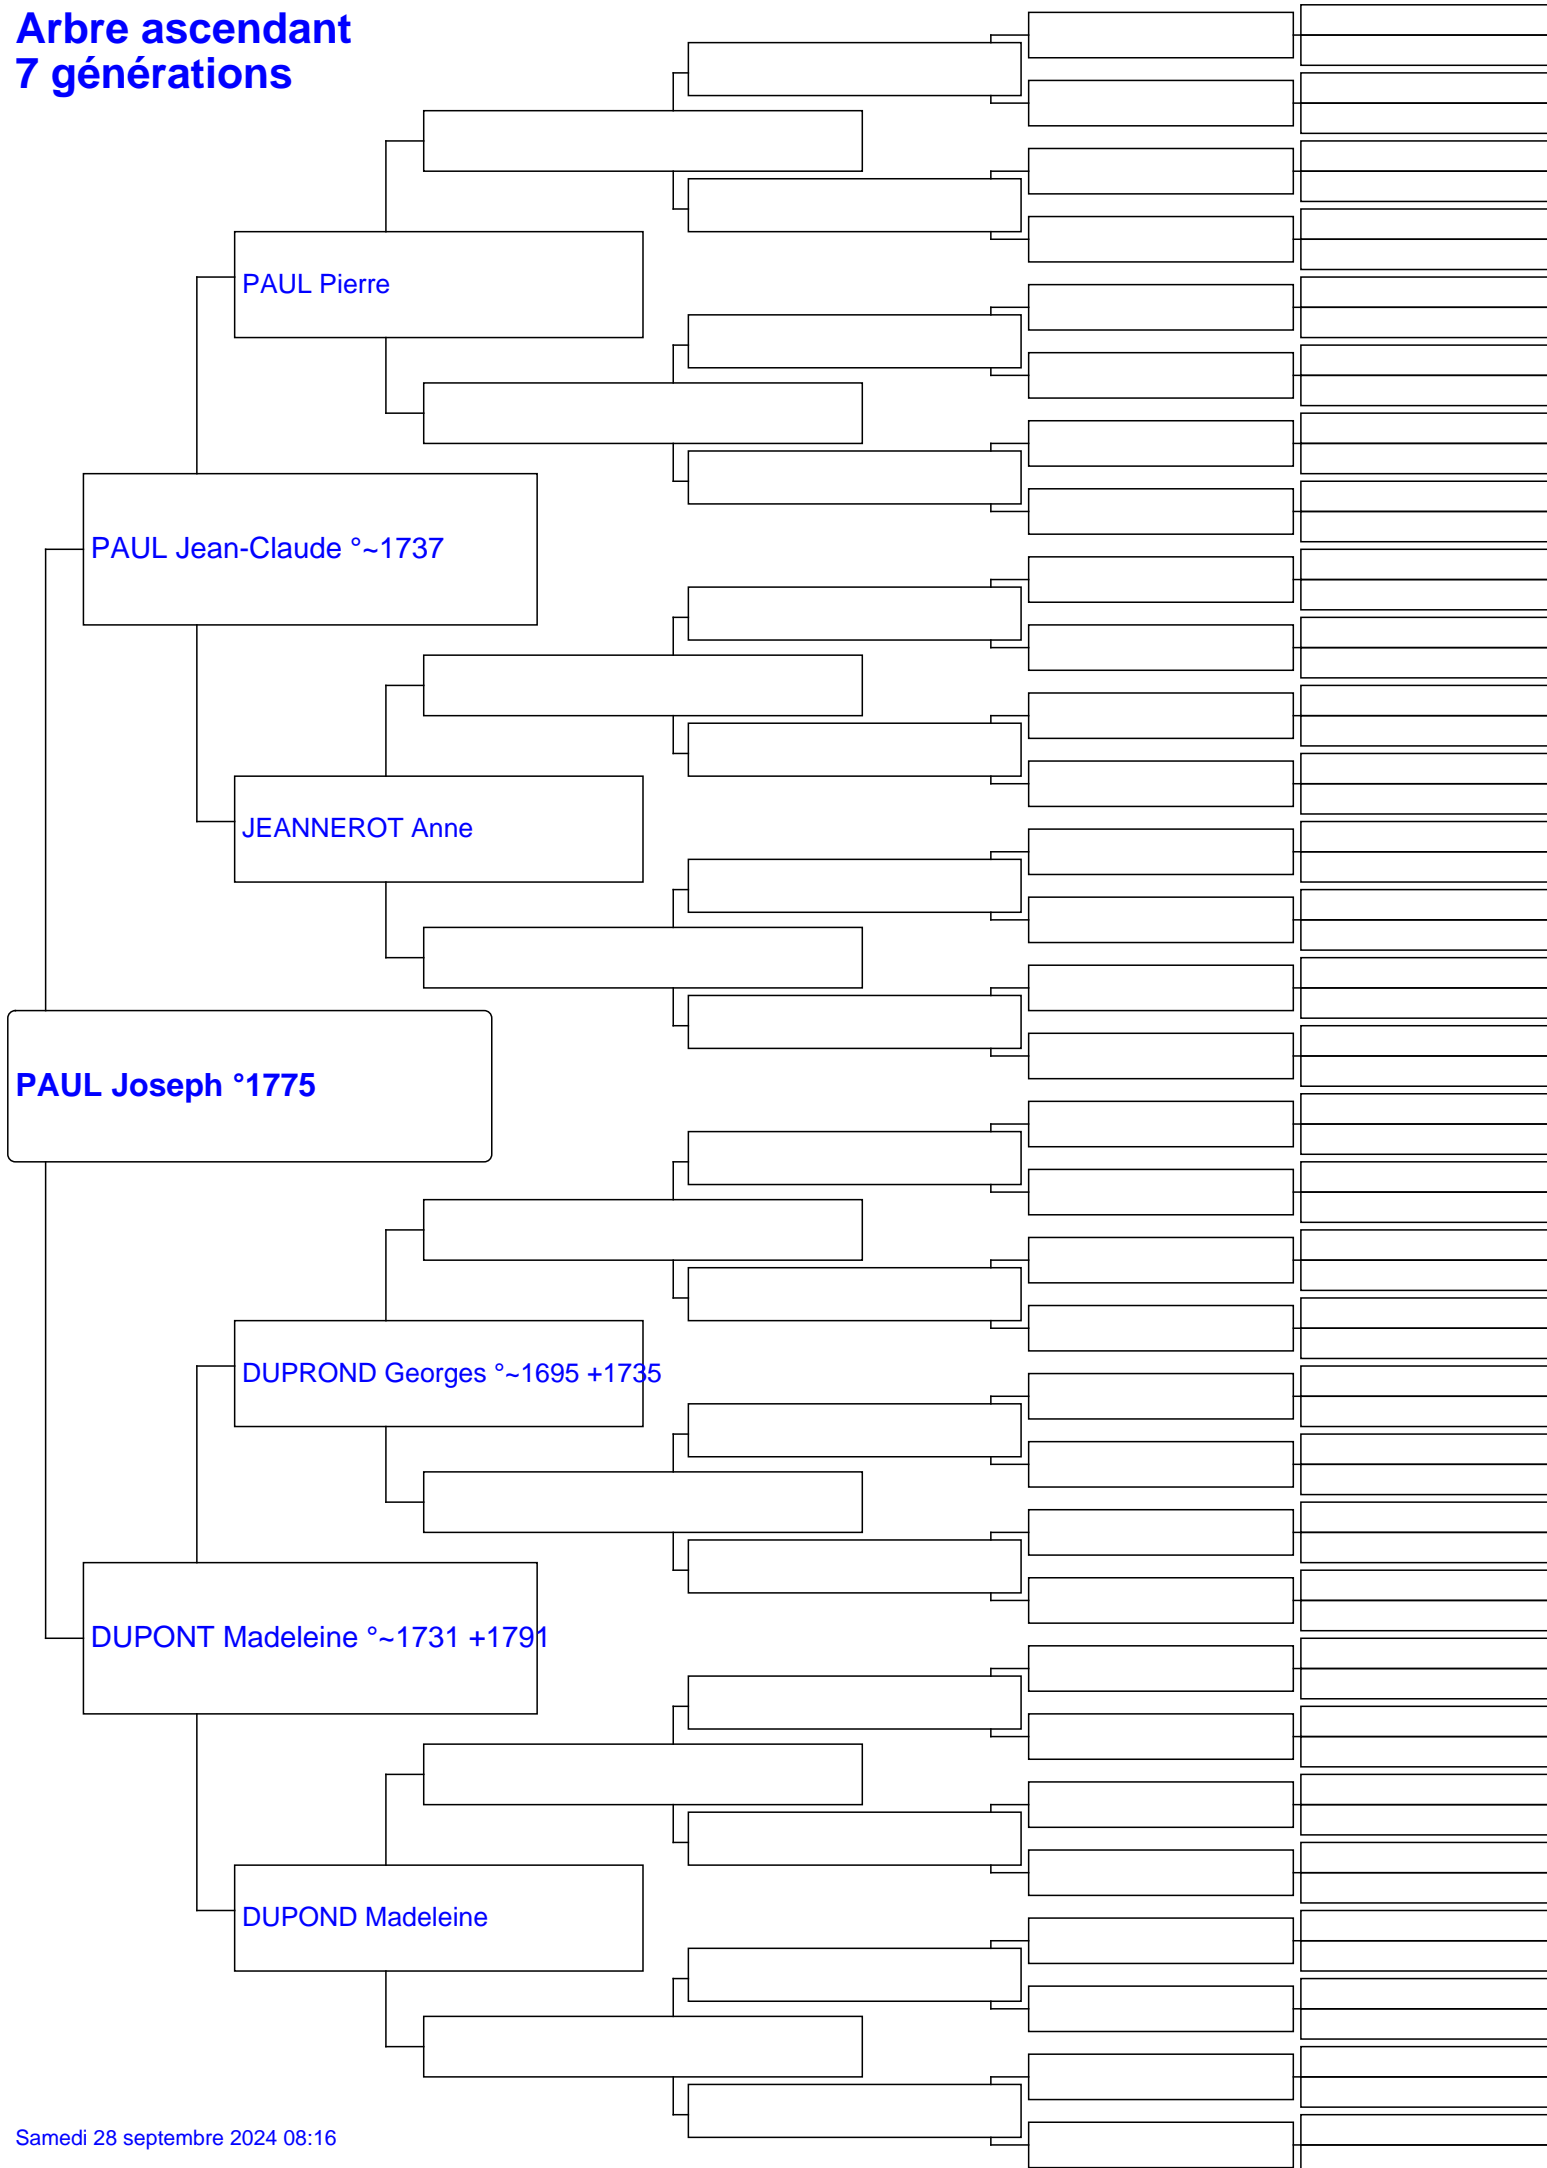 Arbre ascendant
7 générations
PAUL Pierre
PAUL Jean-Claude °~1737
JEANNEROT Anne
PAUL Joseph °1775
DUPROND Georges °~1695 +1735
DUPONT Madeleine °~1731 +1791
DUPOND Madeleine
Samedi 28 septembre 2024 08:16